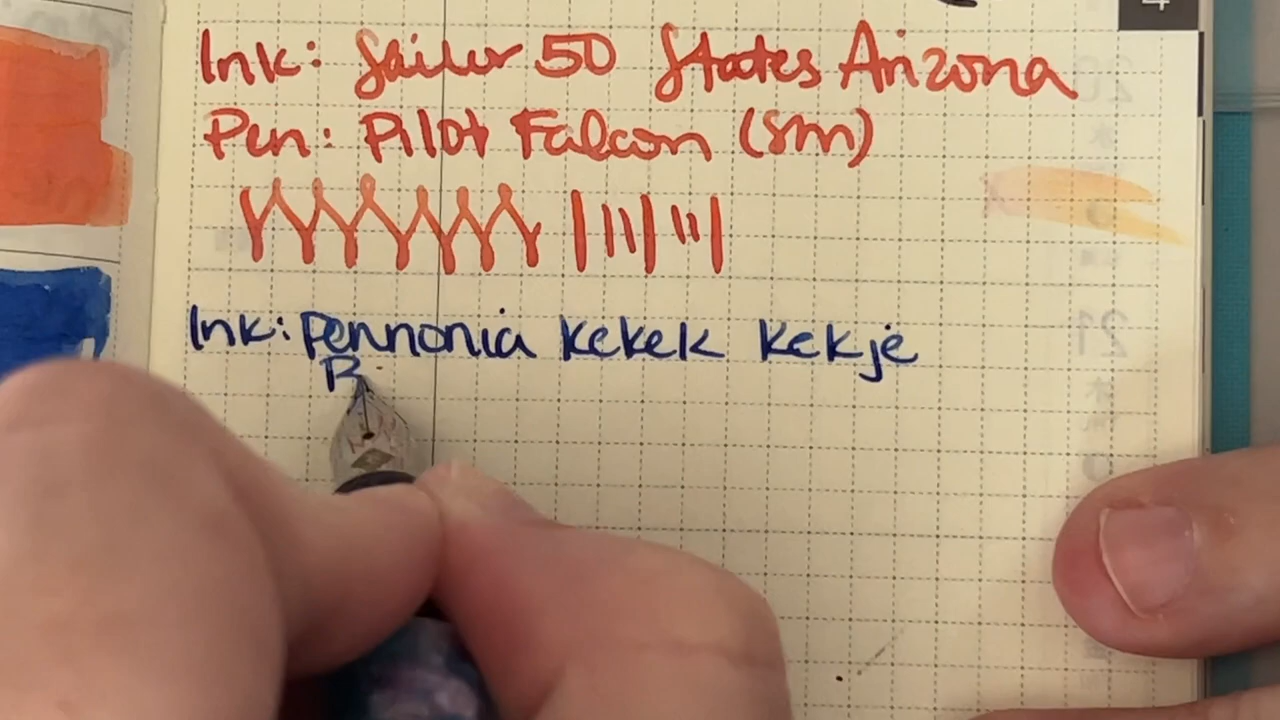 Ink: Sailor 50 States Arizona
Pen: Pilot Falcon (SM)
Ink: Pennonia Kekek Kekje
B